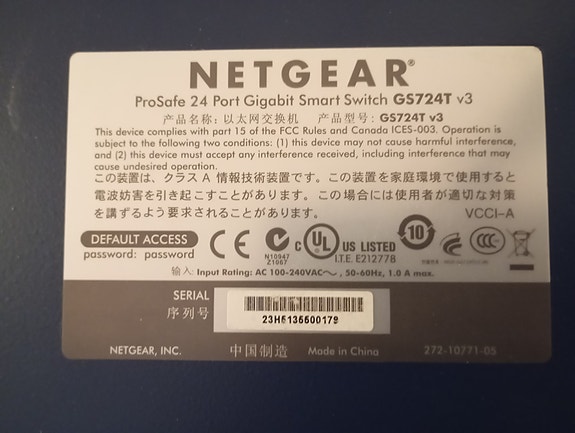 NETGEAR®
ProSafe 24 Port Gigabit Smart Switch GS724T v3
产品名称: 以太网交换机 产品型号: GS724T v3
This device complies with part 15 of the FCC Rules and Canada ICES-003. Operation is
subject to the following two conditions: (1) this device may not cause harmful interference,
and (2) this device must accept any interference received, including interference that may
cause undesired operation.
この装置は、クラス A 情報技術装置です。この装置を家庭環境で使用すると
電波妨害を引き起こすことがあります。この場合には使用者が適切な対策
を講ずるよう要求されることがあります。
VCCI-A
DEFAULT ACCESS
password: password
CE
N10947
Z1067
C UL US LISTED
I.T.E. E212778
10
CCC
输入: Input Rating: AC 100-240VAC~, 50-60Hz, 1.0 A max.
SERIAL
序列号
23H5135500179
NETGEAR, INC. 中国制造 Made in China 272-10771-05